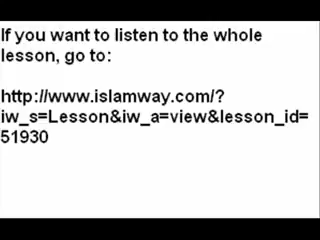 If you want to listen to the whole
lesson, go to:
http://www.islamway.com/?
iw_s=Lesson&iw_a=view&lesson_id=
51930